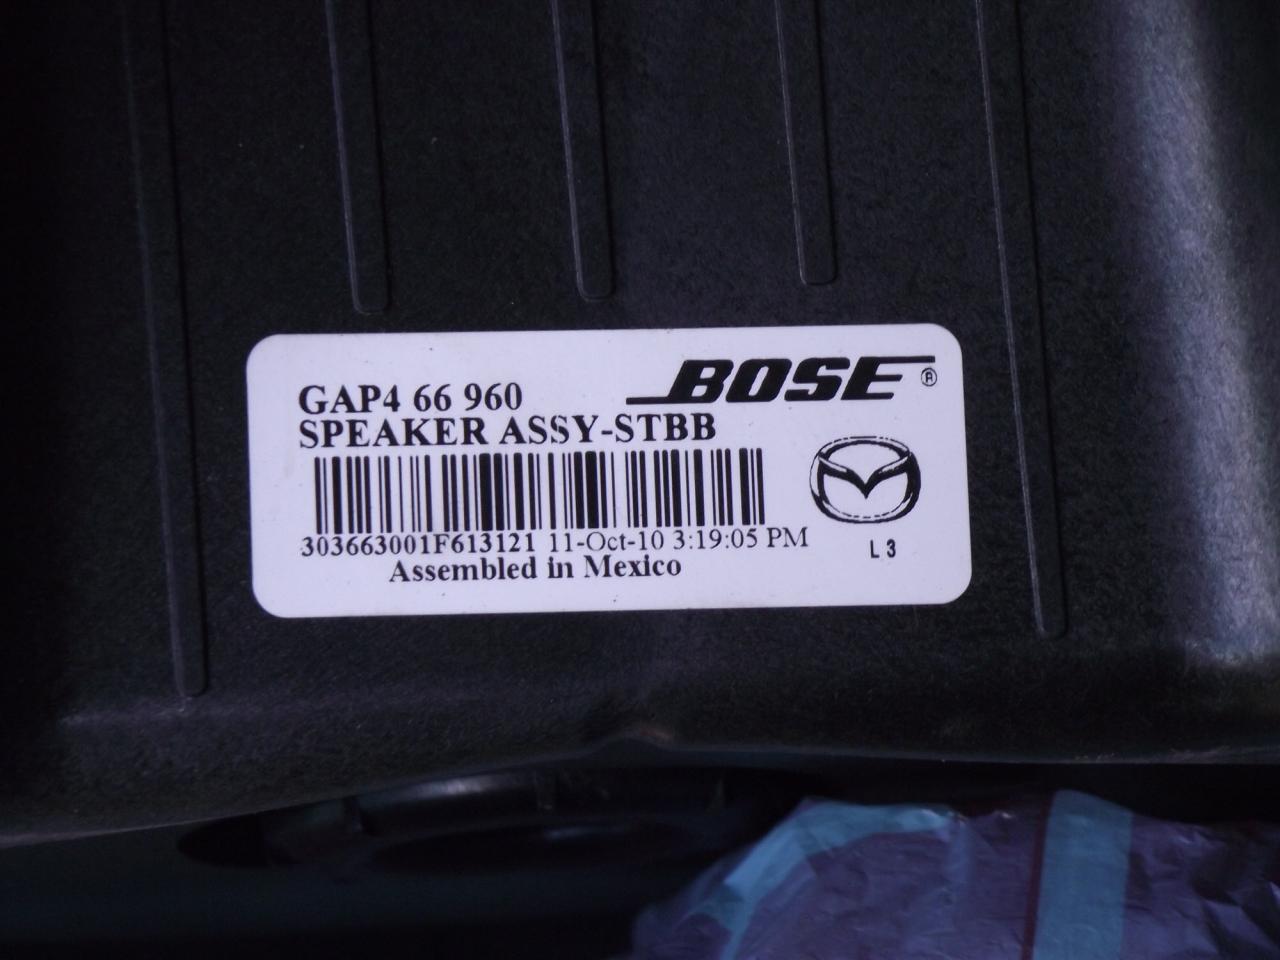 GAP4 66 960
BOSE®
SPEAKER ASSY-STBB
303663001F613121 11-Oct-10 3:19:05 PM
Assembled in Mexico
L3